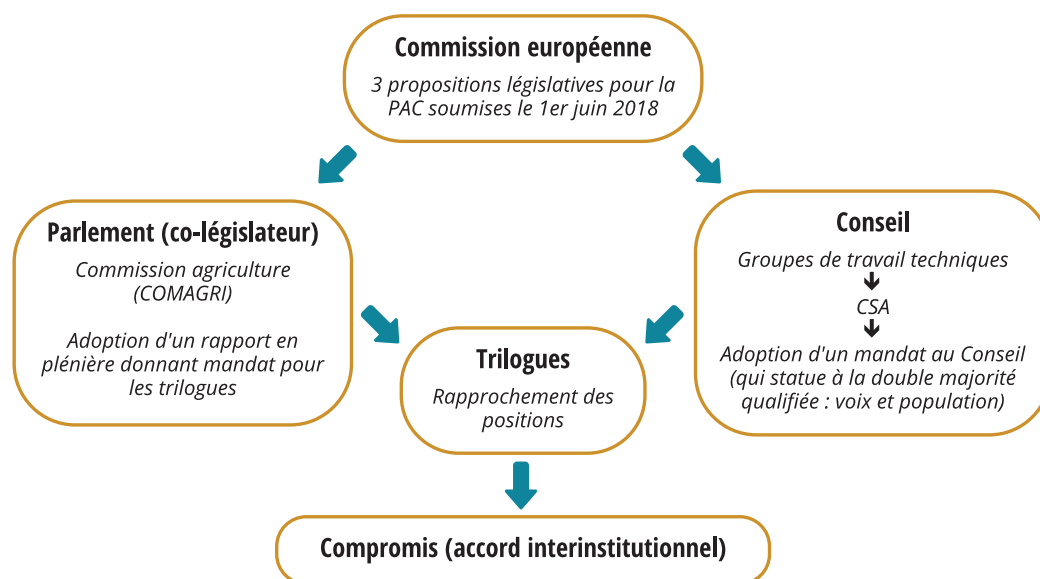 Commission européenne
3 propositions législatives pour la
PAC soumises le 1er juin 2018
Parlement (co-législateur)
Commission agriculture
(COMAGRI)
Adoption d'un rapport en
plénière donnant mandat pour
les trilogues
Conseil
Groupes de travail techniques
CSA
Adoption d'un mandat au Conseil
(qui statue à la double majorité
qualifiée : voix et population)
Trilogues
Rapprochement des
positions
Compromis (accord interinstitutionnel)